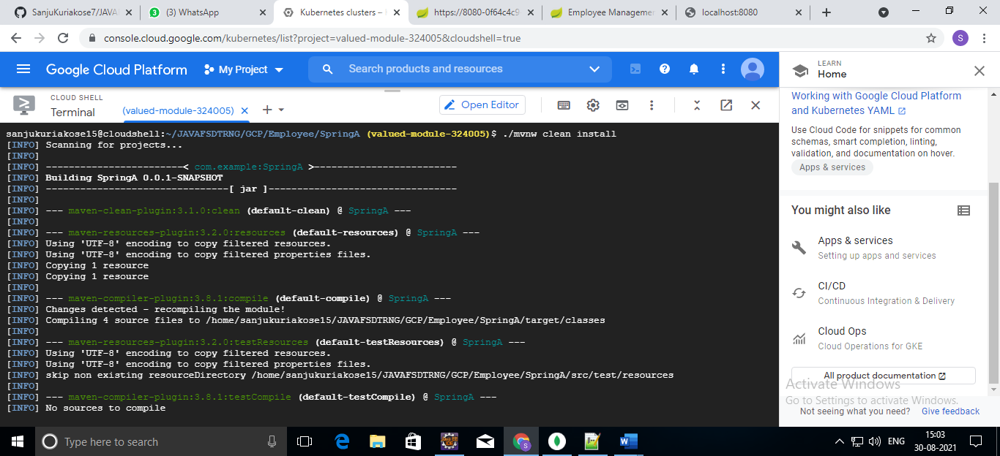 SanjuKuriakose7/JAVA
(3) WhatsApp
Kubernetes clusters –
https://8080-0f64c4c9
Employee Managemen
localhost:8080
console.cloud.google.com/kubernetes/list?project=valued-module-324005&cloudshell=true
S
Google Cloud Platform
My Project
Search products and resources
LEARN
Home
CLOUD SHELL
Terminal
(valued-module-324005)
Open Editor
sanjukuriakose15@cloudshell:~/JAVAFSDTRNG/GCP/Employee/SpringA (valued-module-324005)$ ./mvnw clean install
[INFO] Scanning for projects...
[INFO]
[INFO] ------------------------< com.example:SpringA >-------------------------
[INFO] Building SpringA 0.0.1-SNAPSHOT
[INFO] --------------------------------[ jar ]---------------------------------
[INFO]
[INFO] --- maven-clean-plugin:3.1.0:clean (default-clean) @ SpringA ---
[INFO]
[INFO] --- maven-resources-plugin:3.2.0:resources (default-resources) @ SpringA ---
[INFO] Using 'UTF-8' encoding to copy filtered resources.
[INFO] Using 'UTF-8' encoding to copy filtered properties files.
[INFO] Copying 1 resource
[INFO] Copying 1 resource
[INFO]
[INFO] --- maven-compiler-plugin:3.8.1:compile (default-compile) @ SpringA ---
[INFO] Changes detected - recompiling the module!
[INFO] Compiling 4 source files to /home/sanjukuriakose15/JAVAFSDTRNG/GCP/Employee/SpringA/target/classes
[INFO]
[INFO] --- maven-resources-plugin:3.2.0:testResources (default-testResources) @ SpringA ---
[INFO] Using 'UTF-8' encoding to copy filtered resources.
[INFO] Using 'UTF-8' encoding to copy filtered properties files.
[INFO] skip non existing resourceDirectory /home/sanjukuriakose15/JAVAFSDTRNG/GCP/Employee/SpringA/src/test/resources
[INFO]
[INFO] --- maven-compiler-plugin:3.8.1:testCompile (default-testCompile) @ SpringA ---
[INFO] No sources to compile
Working with Google Cloud Platform
and Kubernetes YAML
Use Cloud Code for snippets for common
schemas, smart completion, linting,
validation, and documentation on hover.
Apps & services
You might also like
Apps & services
Setting up apps and services
CI/CD
Continuous Integration & Delivery
Cloud Ops
Cloud Operations for GKE
All product documentation
Activate Windows
Go to Settings to activate Windows.
Not seeing what you need? Give feedback
Type here to search
ENG
15:03
30-08-2021